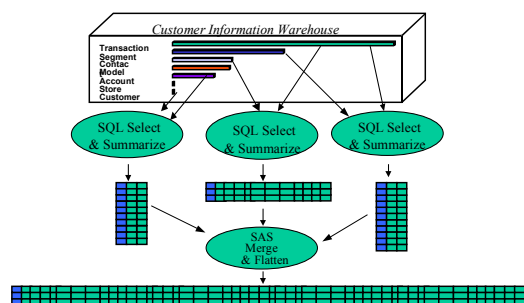 Customer Information Warehouse
Transaction
Segment
Contac
Model
Account
Store
Customer
SQL Select
& Summarize
SQL Select
& Summarize
SQL Select
& Summarize
SAS
Merge
& Flatten